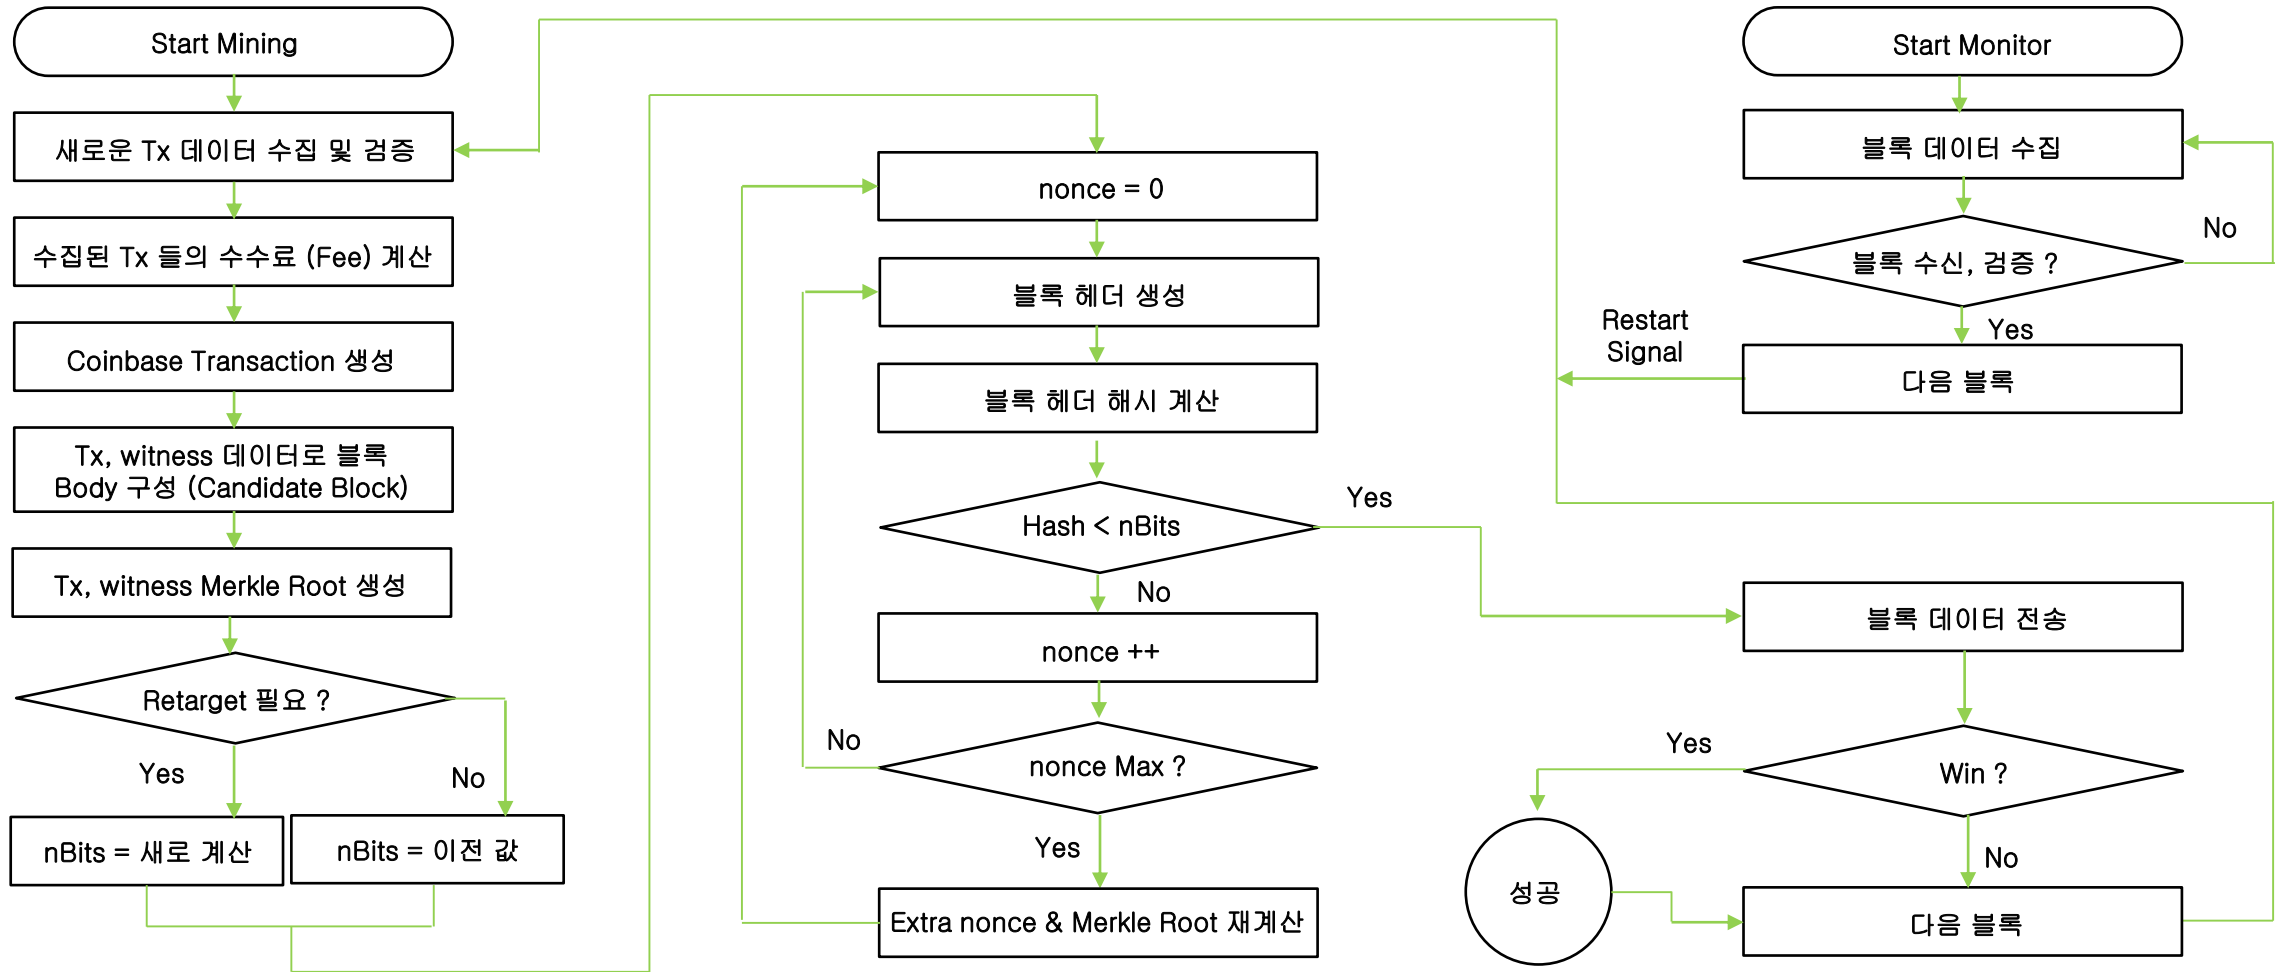 Start Mining
새로운 Tx 데이터 수집 및 검증
수집된 Tx 들의 수수료 (Fee) 계산
Coinbase Transaction 생성
Tx, witness 데이터로 블록
Body 구성 (Candidate Block)
Tx, witness Merkle Root 생성
Retarget 필요 ?
Yes
No
nBits = 새로 계산
nBits = 이전 값
nonce = 0
블록 헤더 생성
블록 헤더 해시 계산
Hash < nBits
Yes
No
nonce ++
nonce Max ?
No
Yes
Extra nonce & Merkle Root 재계산
Start Monitor
블록 데이터 수집
블록 수신, 검증 ?
No
Yes
Restart
Signal
다음 블록
블록 데이터 전송
Win ?
Yes
No
성공
다음 블록